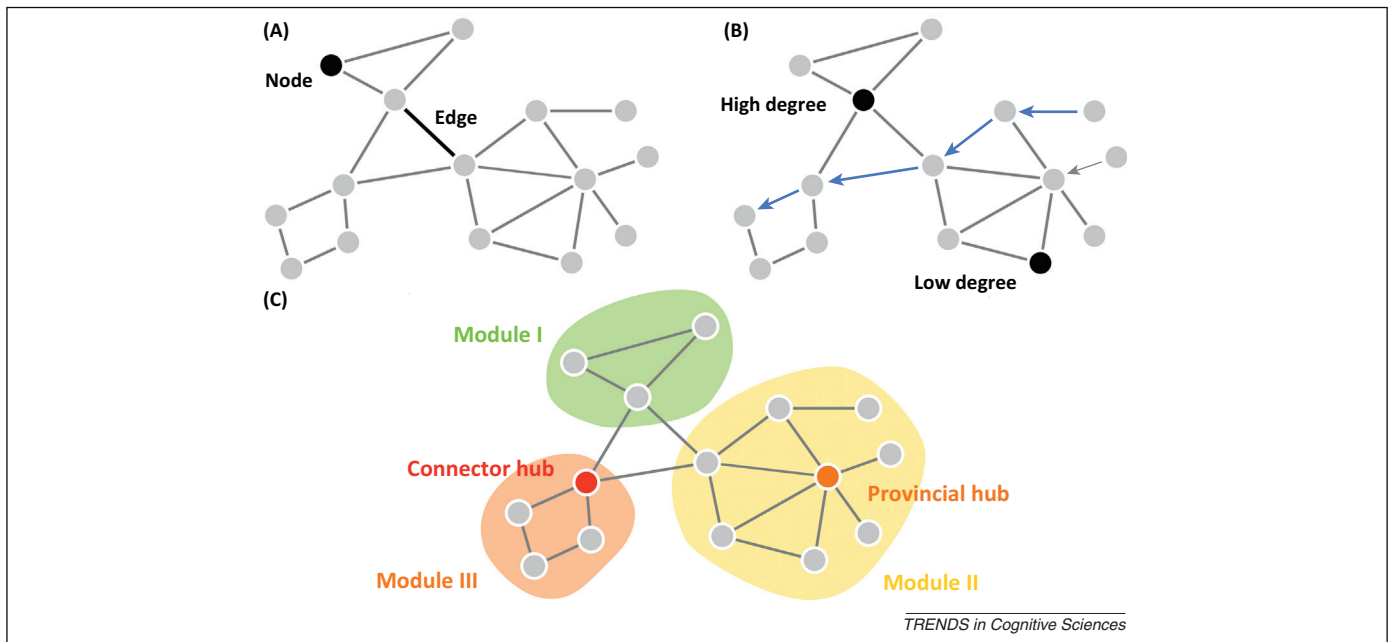 (A)
(B)
Node
Edge
High degree
Low degree
(C)
Module I
Connector hub
Provincial hub
Module III
Module II
TRENDS in Cognitive Sciences